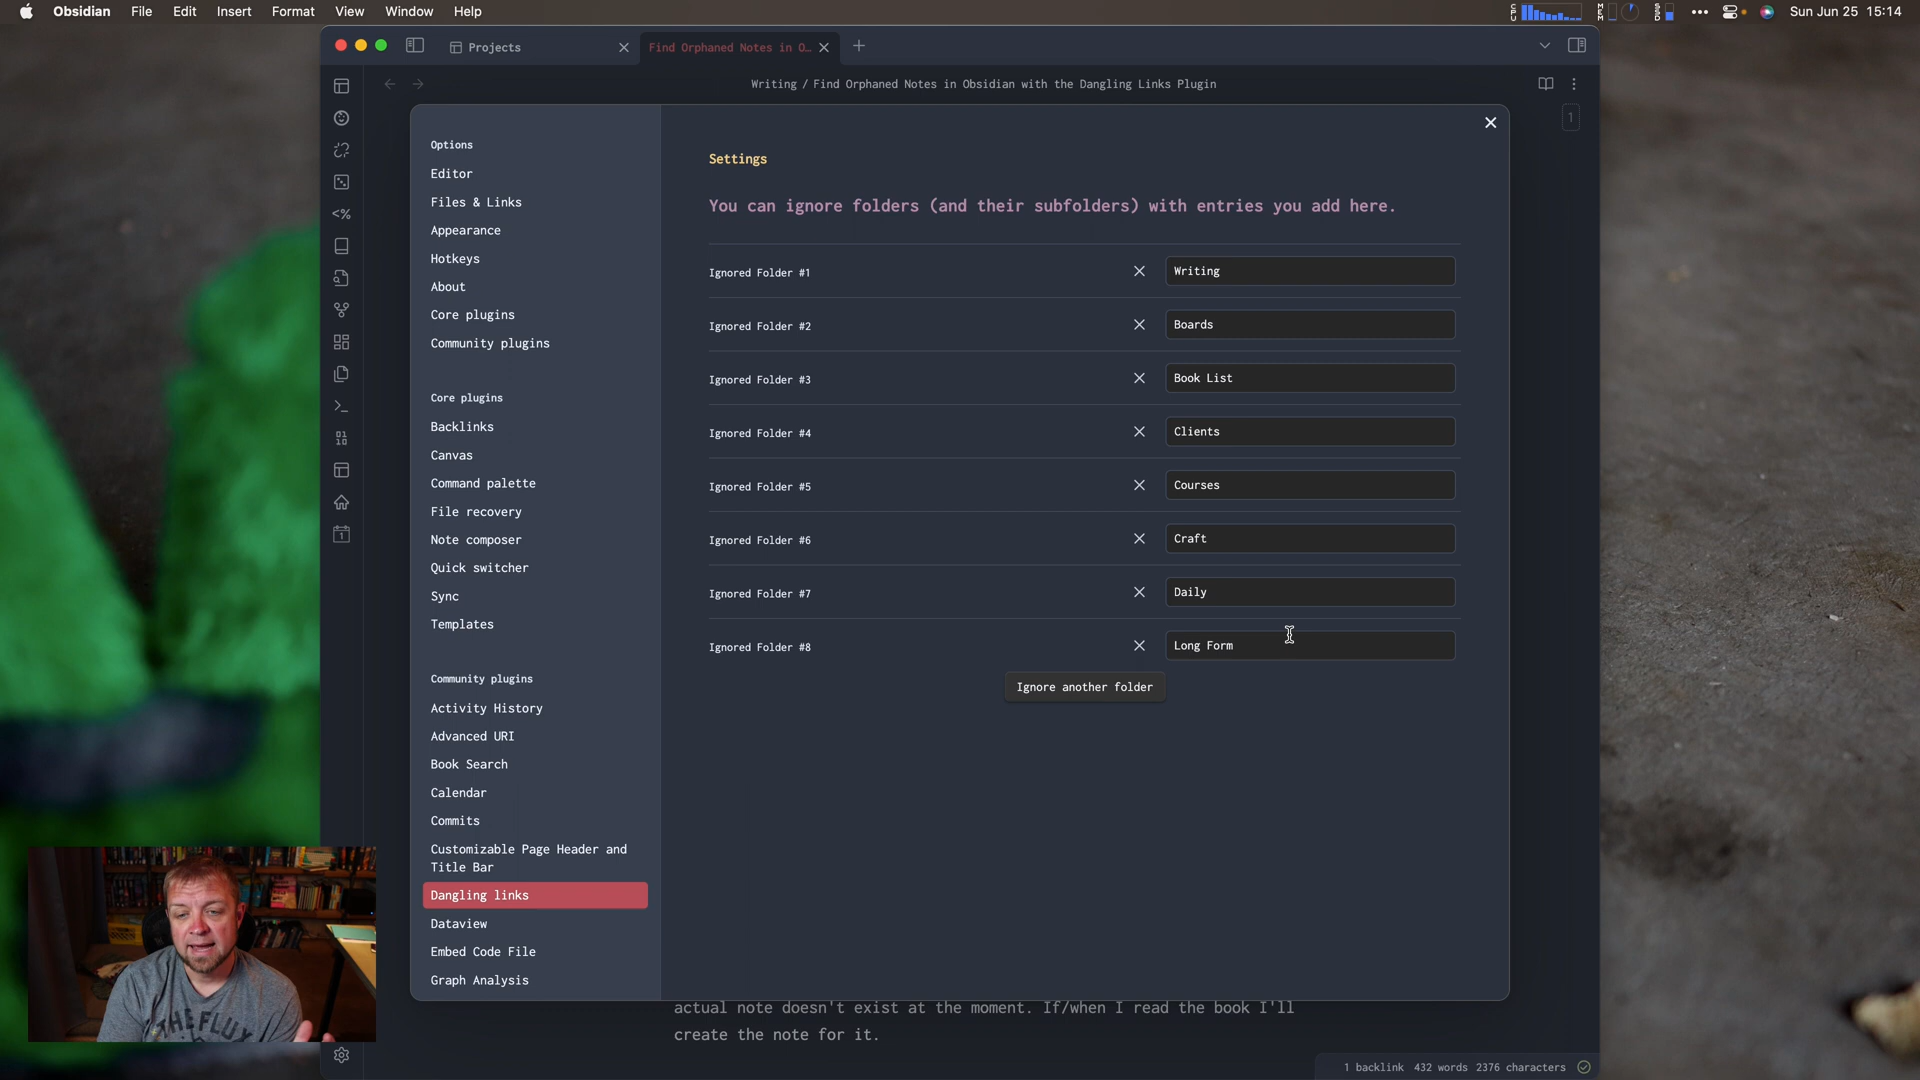 Obsidian File Edit Insert Format View Window Help
CPU MEM SSD Sun Jun 25 15:14
Projects
Find Orphaned Notes in O…
Writing / Find Orphaned Notes in Obsidian with the Dangling Links Plugin
1
Options
Editor
Files & Links
Appearance
Hotkeys
About
Core plugins
Community plugins
Core plugins
Backlinks
Canvas
Command palette
File recovery
Note composer
Quick switcher
Sync
Templates
Community plugins
Activity History
Advanced URI
Book Search
Calendar
Commits
Customizable Page Header and
Title Bar
Dangling links
Dataview
Embed Code File
Graph Analysis
Settings
You can ignore folders (and their subfolders) with entries you add here.
Ignored Folder #1 Writing
Ignored Folder #2 Boards
Ignored Folder #3 Book List
Ignored Folder #4 Clients
Ignored Folder #5 Courses
Ignored Folder #6 Craft
Ignored Folder #7 Daily
Ignored Folder #8 Long Form
Ignore another folder
actual note doesn't exist at the moment. If/when I read the book I'll
create the note for it.
1 backlink 432 words 2376 characters
THE FLUX